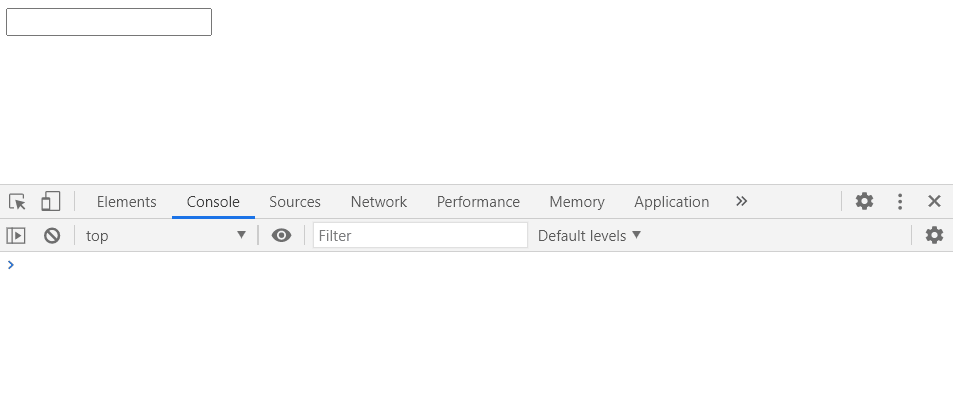 Elements Console Sources Network Performance Memory Application
top Filter Default levels